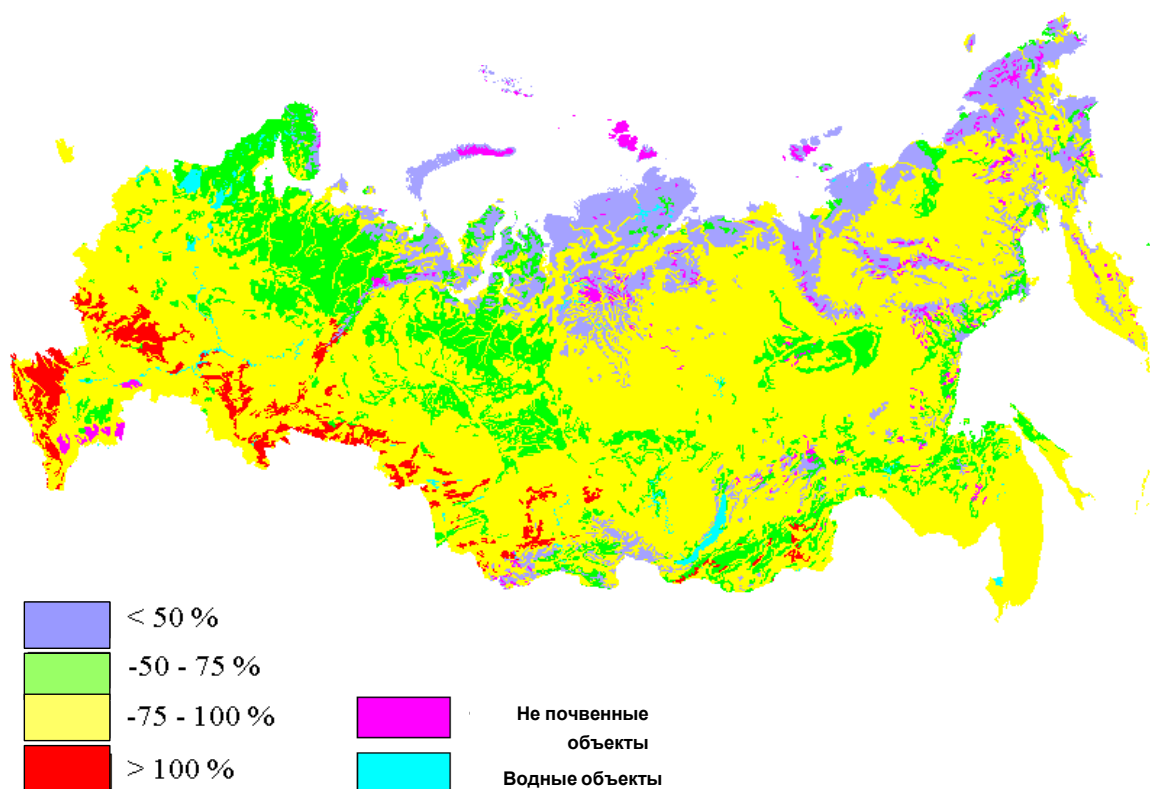 < 50 %
-50 - 75 %
-75 - 100 %
> 100 %
Не почвенные
объекты
Водные объекты